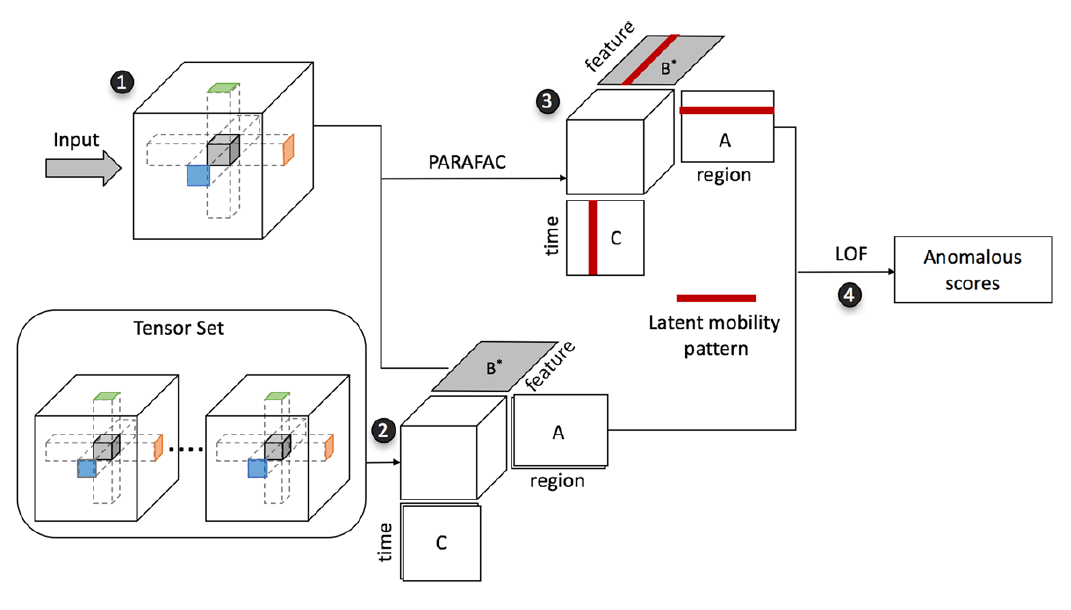 1
Input
PARAFAC
3
feature
B*
A
region
time
C
LOF
4
Anomalous
scores
Latent mobility
pattern
Tensor Set
2
B*
feature
A
region
time
C